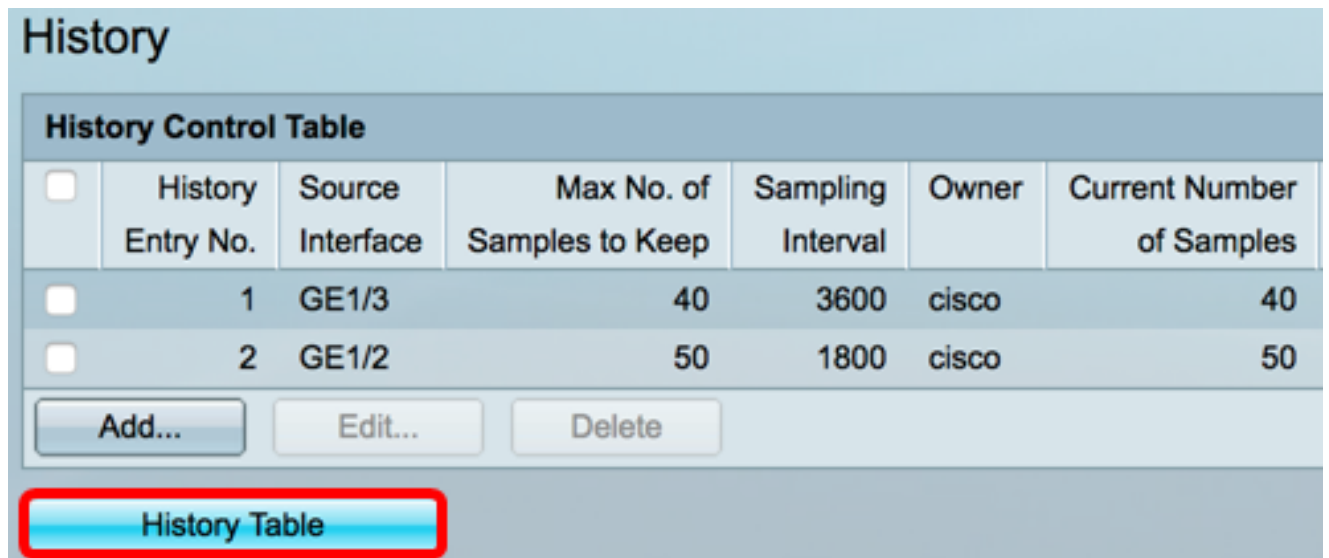 History
History Control Table
History Entry No. Source Interface Max No. of Samples to Keep Sampling Interval Owner Current Number of Samples
1 GE1/3 40 3600 cisco 40
2 GE1/2 50 1800 cisco 50
Add... Edit... Delete
History Table